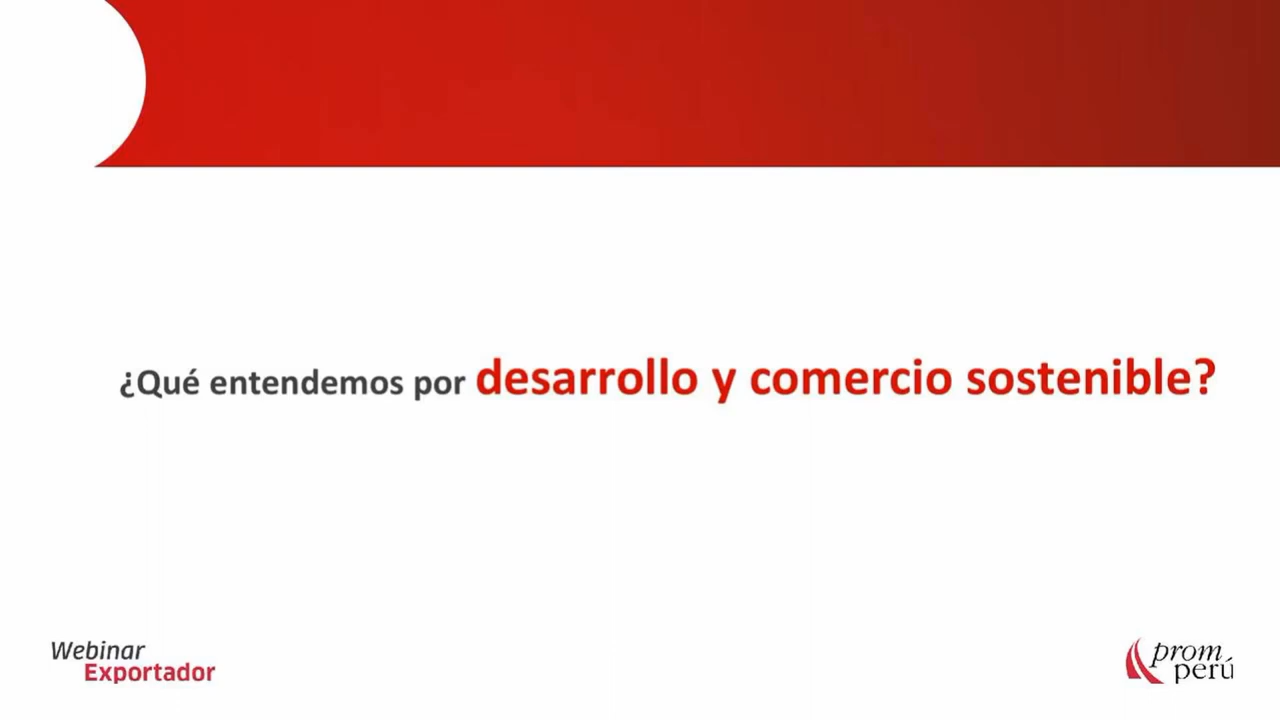 ¿Qué entendemos por desarrollo y comercio sostenible?
Webinar
Exportador
prom
perú